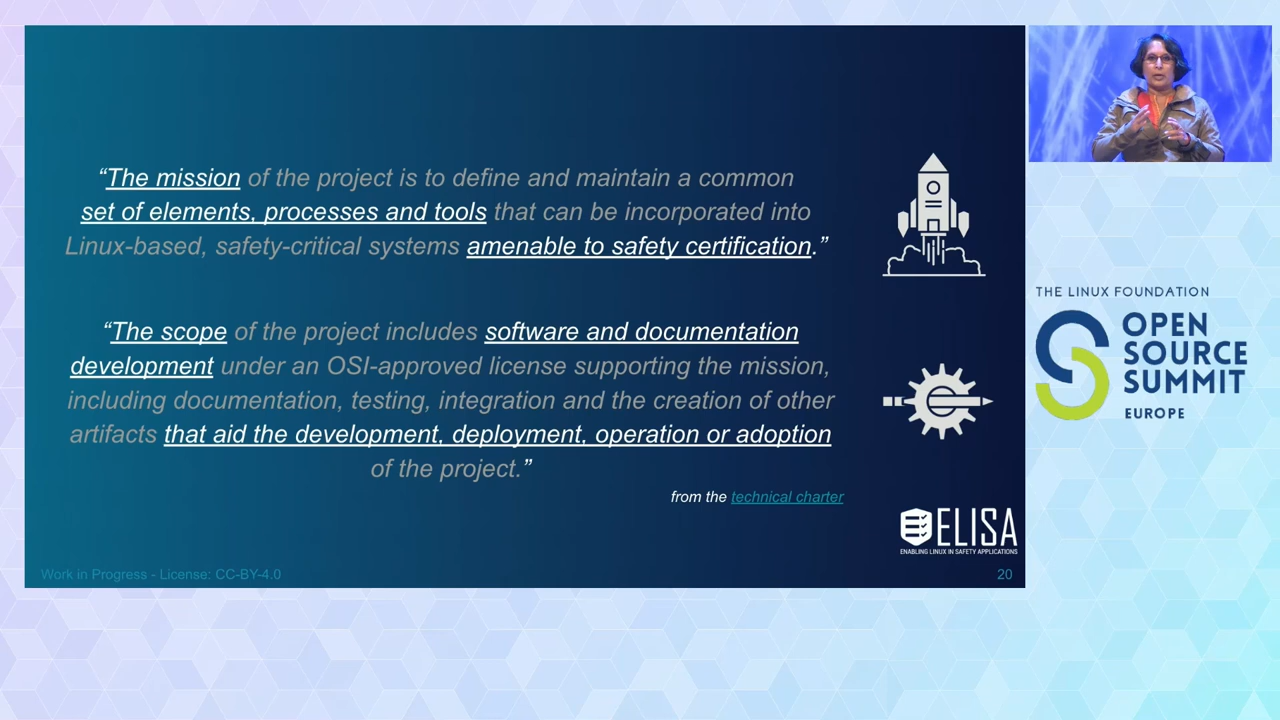 “The mission of the project is to define and maintain a common
set of elements, processes and tools that can be incorporated into
Linux-based, safety-critical systems amenable to safety certification.”
“The scope of the project includes software and documentation
development under an OSI-approved license supporting the mission,
including documentation, testing, integration and the creation of other
artifacts that aid the development, deployment, operation or adoption
of the project.”
from the technical charter
ELISA
ENABLING LINUX IN SAFETY APPLICATIONS
Work in Progress - License: CC-BY-4.0
20
THE LINUX FOUNDATION
OPEN
SOURCE
SUMMIT
EUROPE